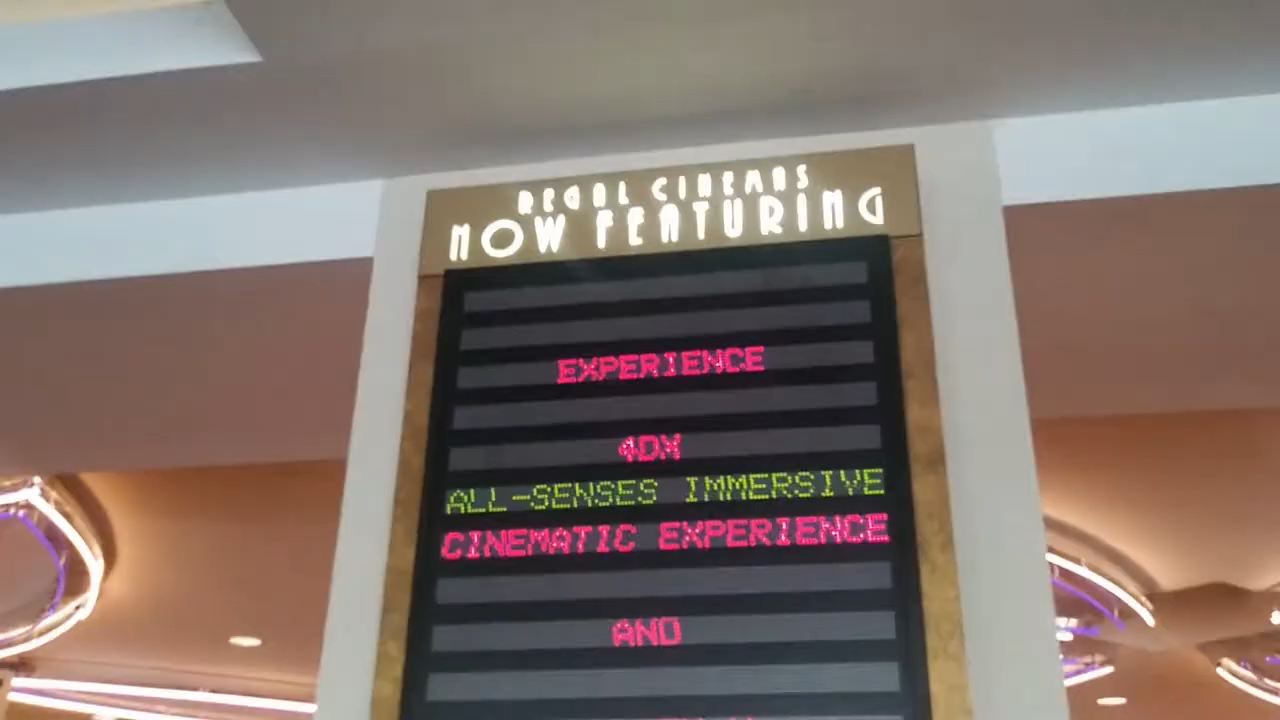 REGAL CINEMAS
NOW FEATURING
EXPERIENCE
4DX
ALL-SENSES IMMERSIVE
CINEMATIC EXPERIENCE
AND